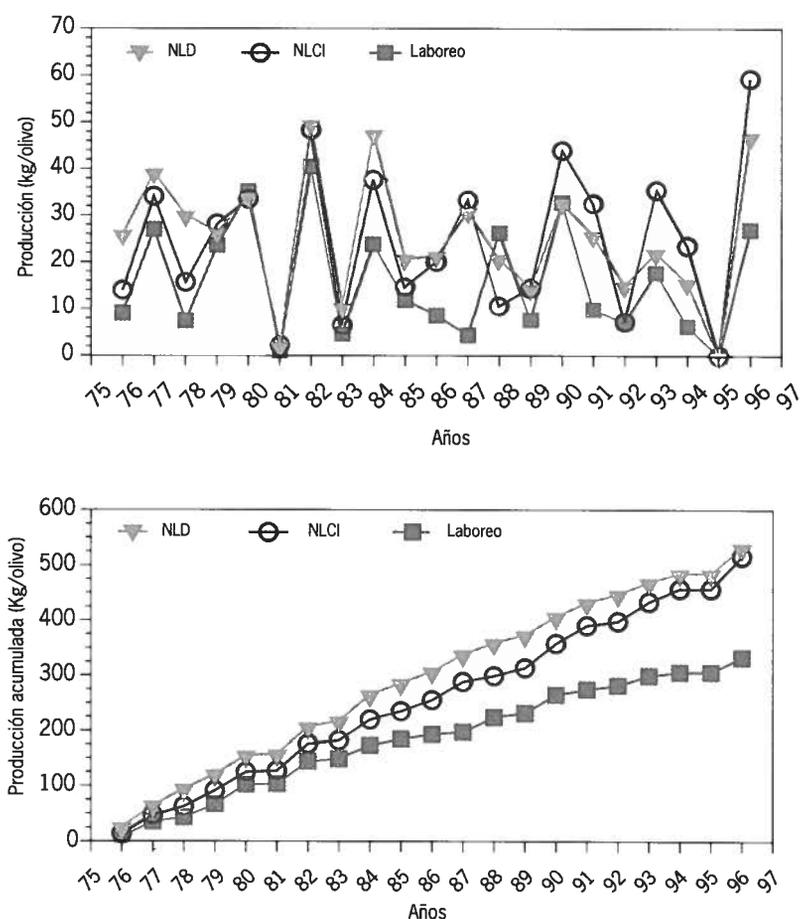 70
60
50
40
30
20
10
0
NLD NLCI Laboreo
Producción (kg/olivo)
75 76 77 78 79 80 81 82 83 84 85 86 87 88 89 90 91 92 93 94 95 96 97
Años
600
500
400
300
200
100
0
NLD NLCI Laboreo
Producción acumulada (Kg/olivo)
75 76 77 78 79 80 81 82 83 84 85 86 87 88 89 90 91 92 93 94 95 96 97
Años